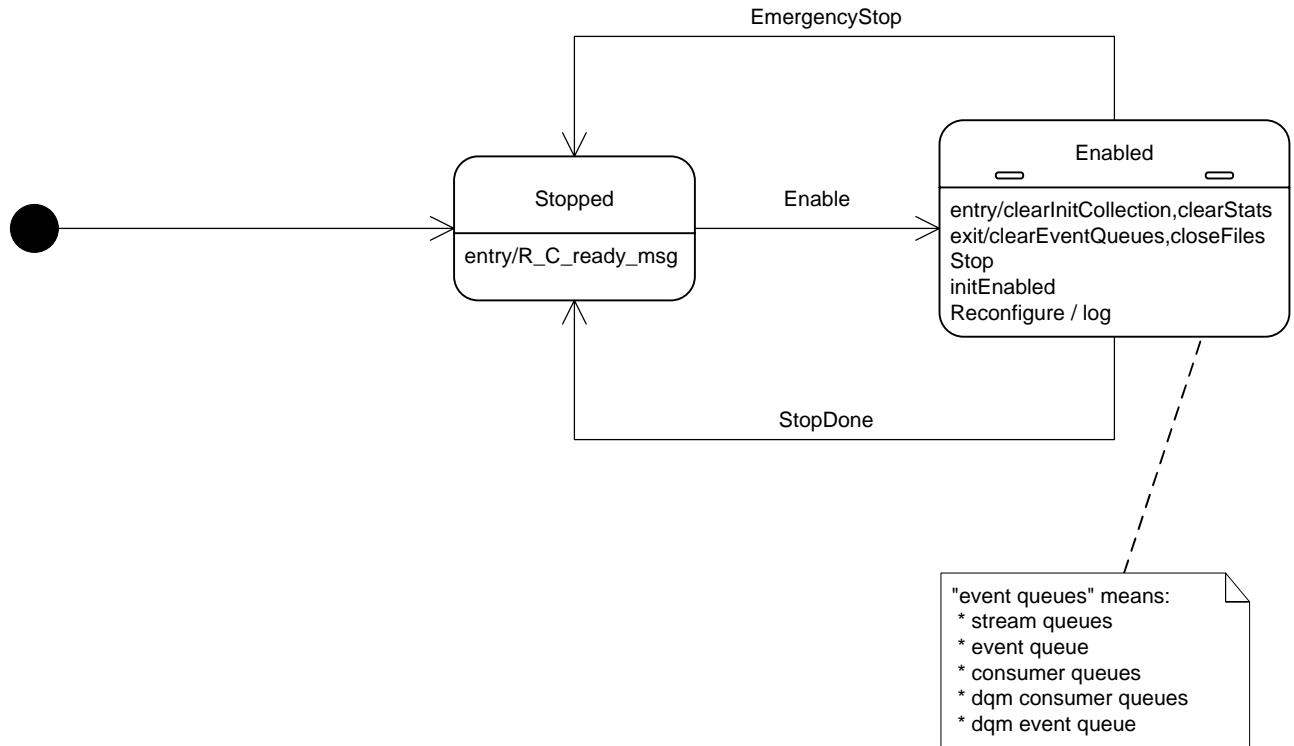 EmergencyStop
Enabled
Stopped
Enable
entry/R_C_ready_msg
entry/clearInitCollection,clearStats
exit/clearEventQueues,closeFiles
Stop
initEnabled
Reconfigure / log
StopDone
"event queues" means:
* stream queues
* event queue
* consumer queues
* dqm consumer queues
* dqm event queue